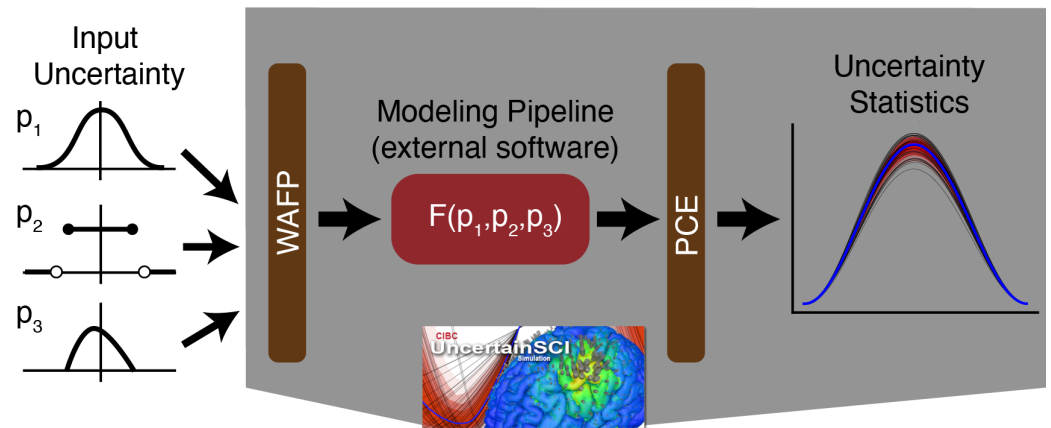 Input
Uncertainty
p1
p2
p3
WAFP
Modeling Pipeline
(external software)
F(p1,p2,p3)
PCE
Uncertainty
Statistics
CIBC
UncertainSCI
Simulation